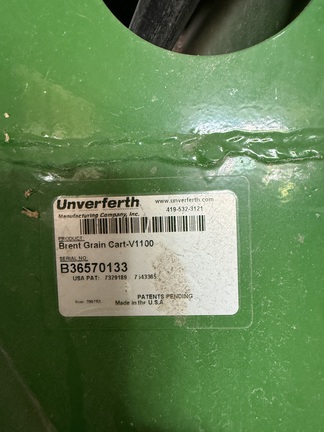 Unverferth
www.unverferth.com
Manufacturing Company, Inc.
419-532-3121
PRODUCT
Brent Grain Cart-V1100
SERIAL NO.
B36570133
USA PAT: 7329189
PATENTS PENDING
Made in the U.S.A.